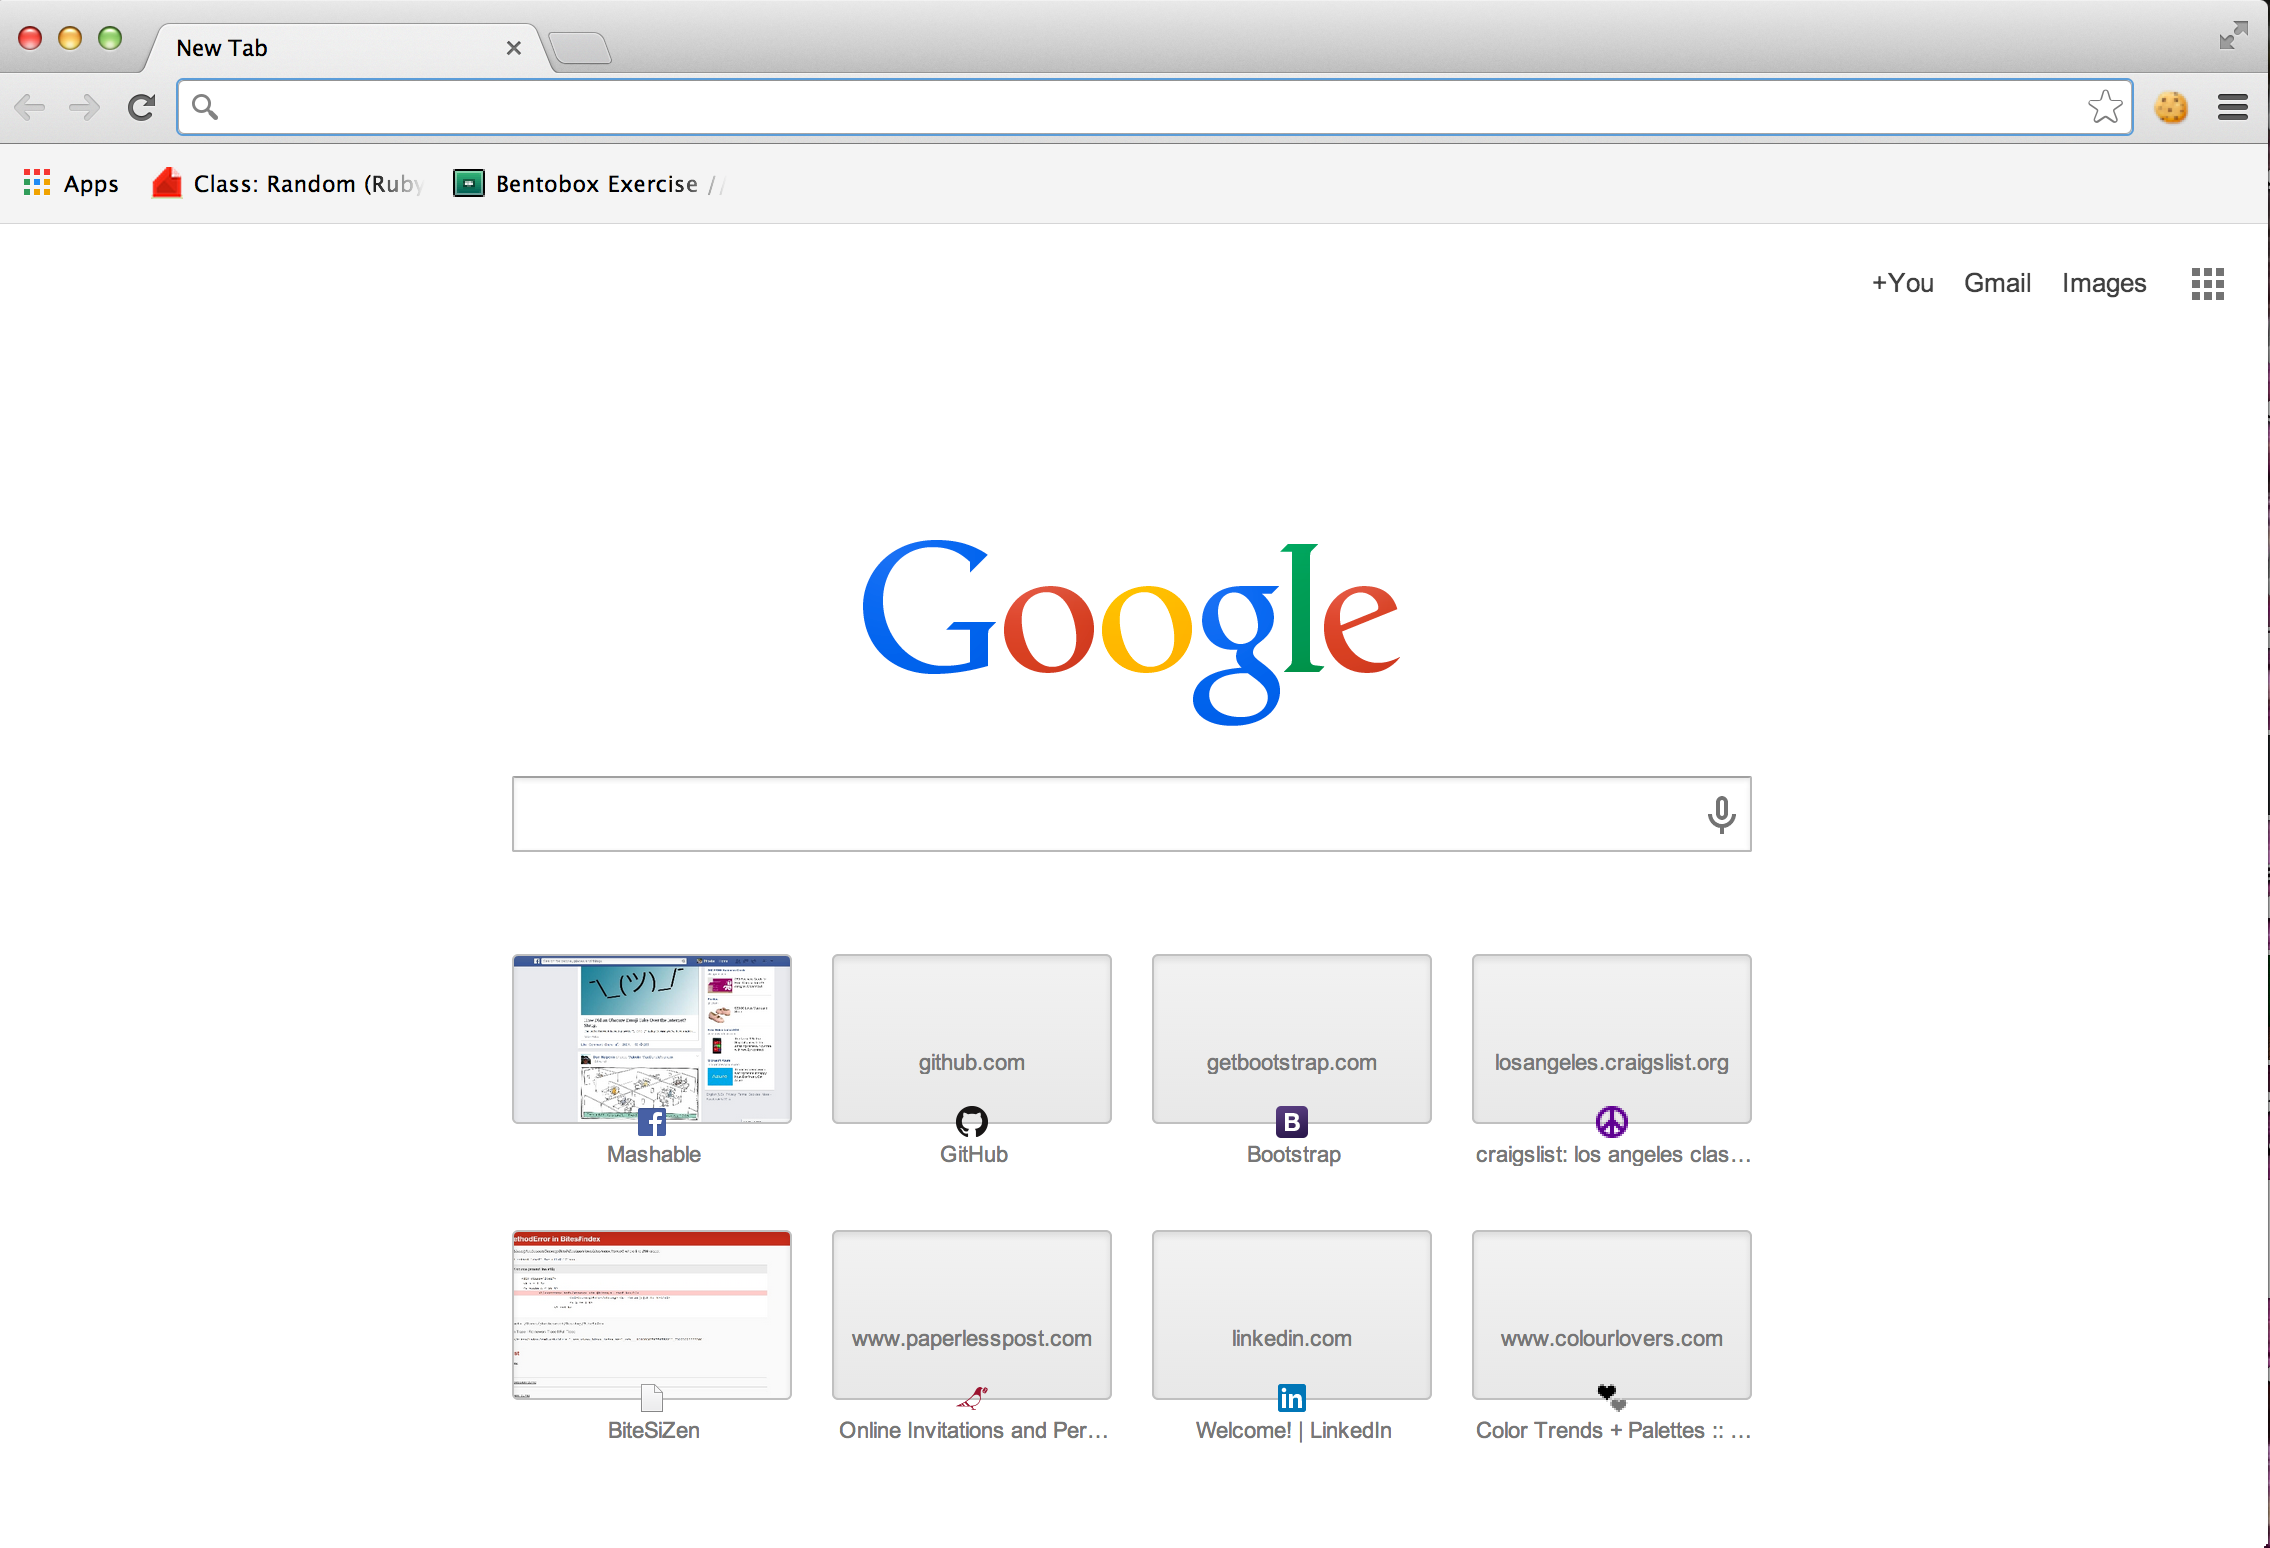 New Tab
Apps
Class: Random (Ruby
Bentobox Exercise //
+You Gmail Images
Google
¯\_(ツ)_/¯
github.com
getbootstrap.com
losangeles.craigslist.org
Mashable
GitHub
B
Bootstrap
craigslist: los angeles clas...
ethodError in Bites#index
www.paperlesspost.com
linkedin.com
www.colourlovers.com
in
BiteSiZen
Online Invitations and Per...
Welcome! | LinkedIn
Color Trends + Palettes :: ...